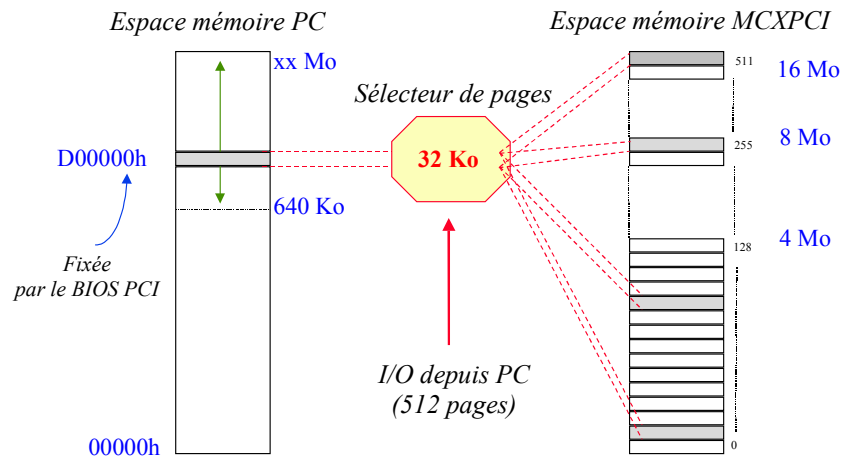 Espace mémoire PC
xx Mo
D00000h
640 Ko
Fixée
par le BIOS PCI
00000h
Sélecteur de pages
32 Ko
I/O depuis PC
(512 pages)
Espace mémoire MCXPCI
511
16 Mo
255
8 Mo
128
4 Mo
0